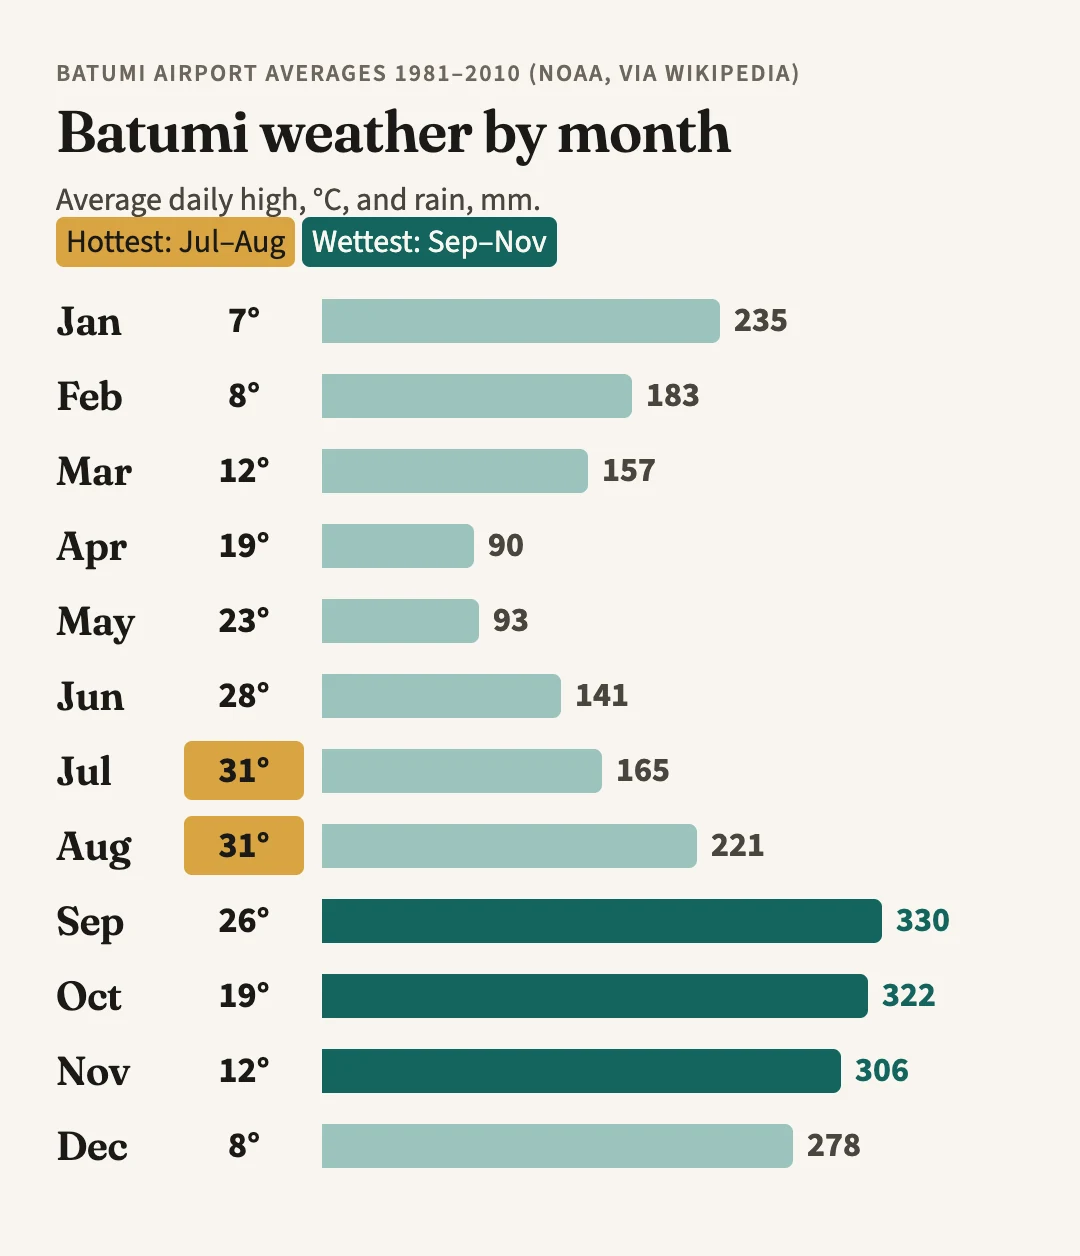 BATUMI AIRPORT AVERAGES 1981–2010 (NOAA, VIA WIKIPEDIA)
Batumi weather by month
Average daily high, °C, and rain, mm.
Hottest: Jul–Aug Wettest: Sep–Nov
Jan 7° 235
Feb 8° 183
Mar 12° 157
Apr 19° 90
May 23° 93
Jun 28° 141
Jul 31° 165
Aug 31° 221
Sep 26° 330
Oct 19° 322
Nov 12° 306
Dec 8° 278